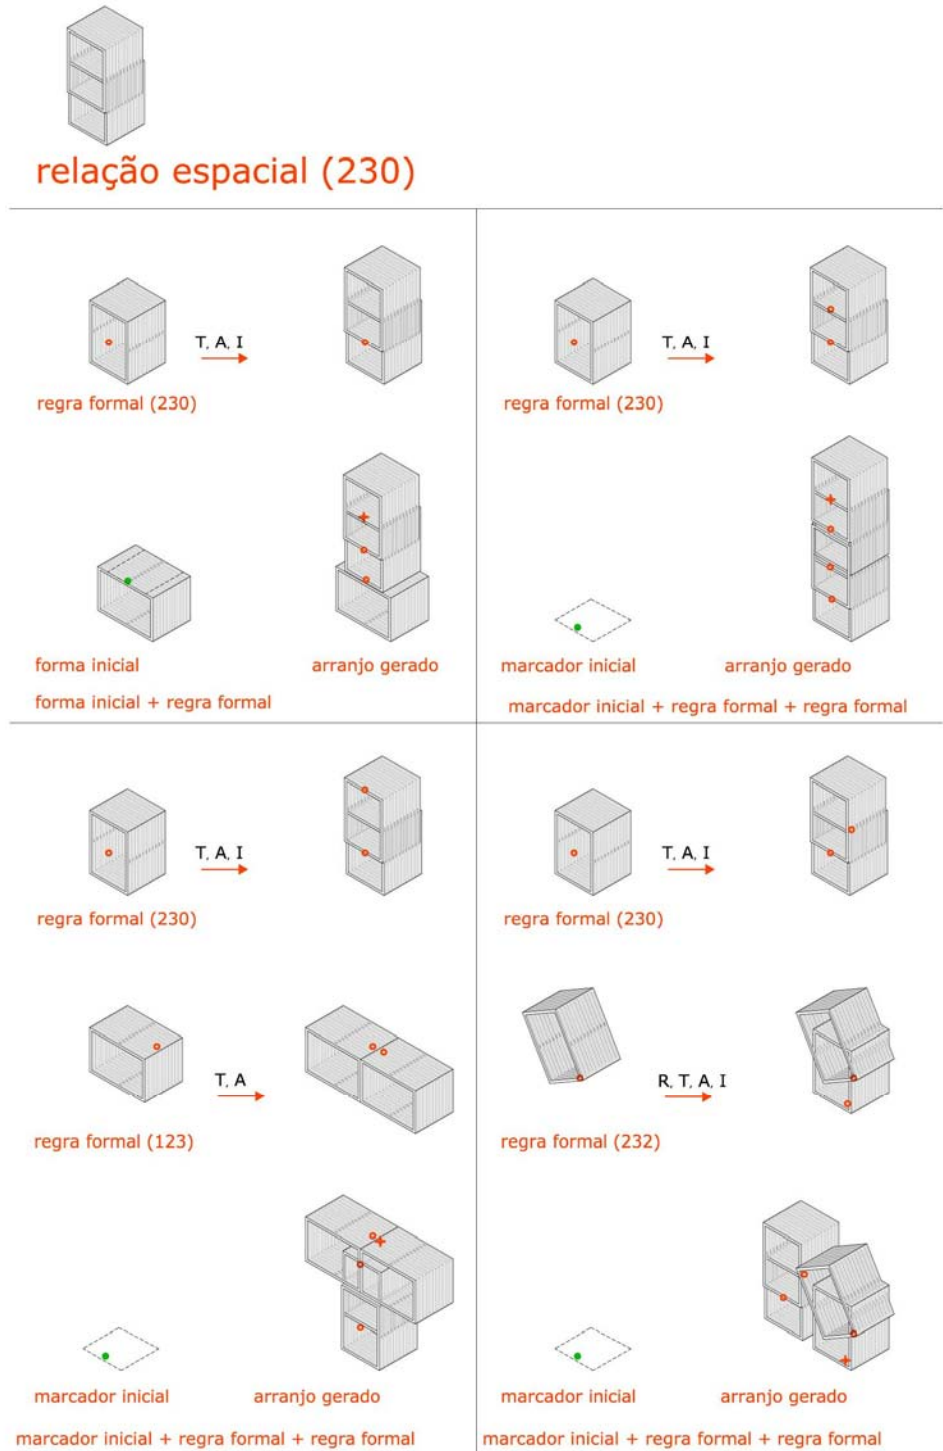 relação espacial (230)
T, A, I
regra formal (230)
forma inicial
arranjo gerado
forma inicial + regra formal
T, A, I
regra formal (230)
marcador inicial
arranjo gerado
marcador inicial + regra formal + regra formal
T, A, I
regra formal (230)
T, A
regra formal (123)
marcador inicial
arranjo gerado
marcador inicial + regra formal + regra formal
T, A, I
regra formal (230)
R, T, A, I
regra formal (232)
marcador inicial
arranjo gerado
marcador inicial + regra formal + regra formal